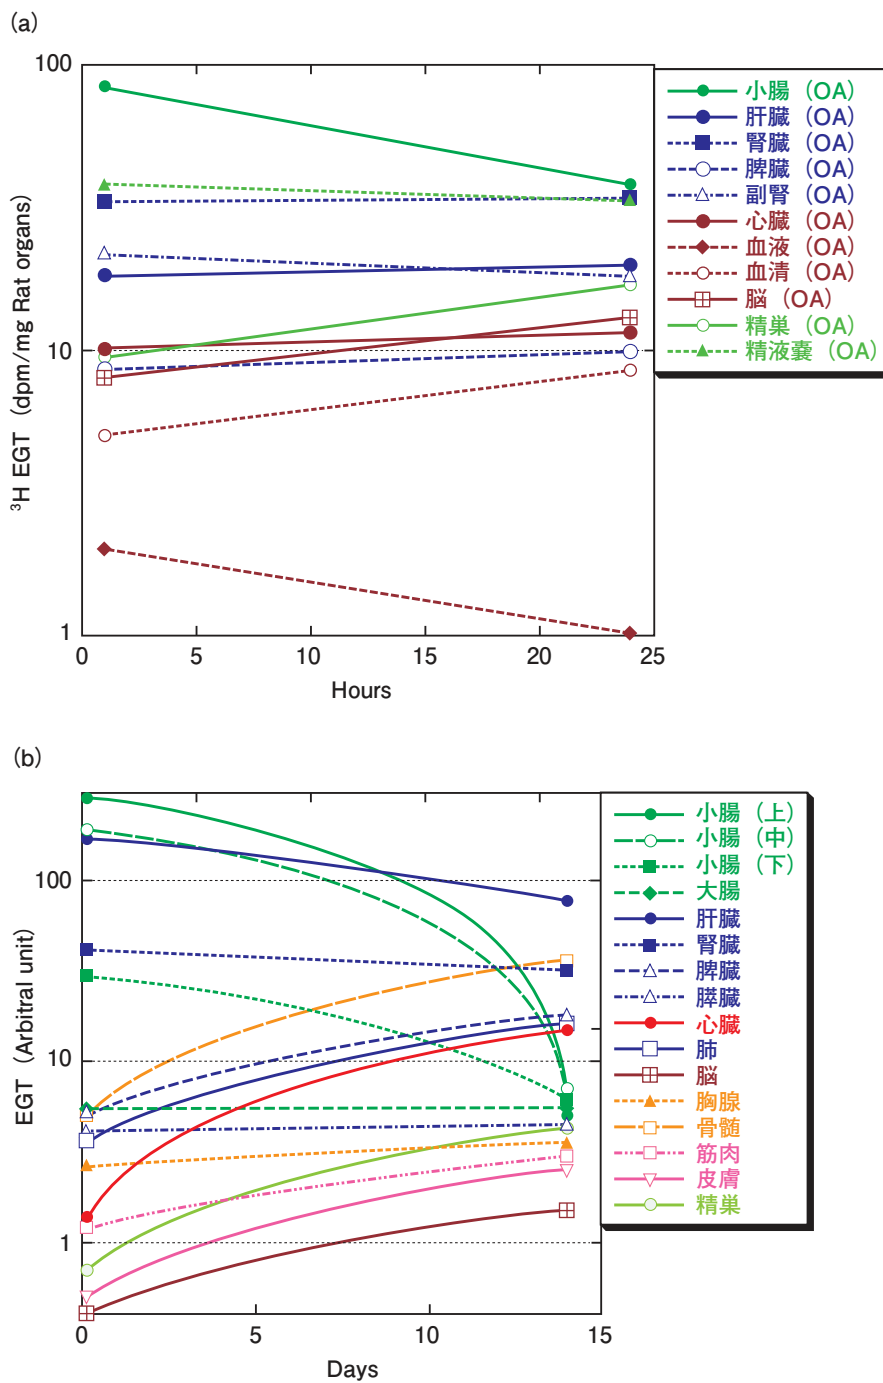 (a)
100
10
1
³H EGT (dpm/mg Rat organs)
0 5 10 15 20 25
Hours
小腸(OA)
肝臓(OA)
腎臓(OA)
脾臓(OA)
副腎(OA)
心臓(OA)
血液(OA)
血清(OA)
脳(OA)
精巣(OA)
精液嚢(OA)
(b)
100
10
1
EGT (Arbitral unit)
0 5 10 15
Days
小腸(上)
小腸(中)
小腸(下)
大腸
肝臓
腎臓
脾臓
膵臓
心臓
肺
脳
胸腺
骨髄
筋肉
皮膚
精巣